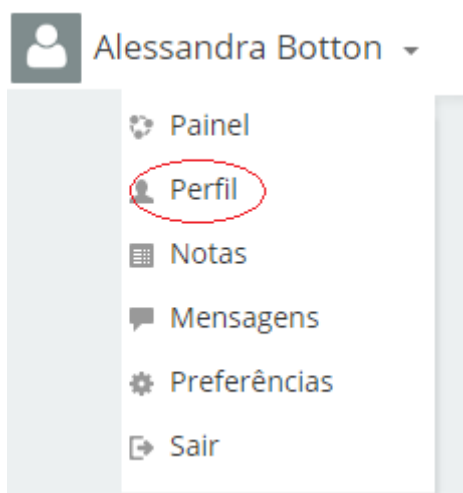 Alessandra Botton
Painel
Perfil
Notas
Mensagens
Preferências
Sair